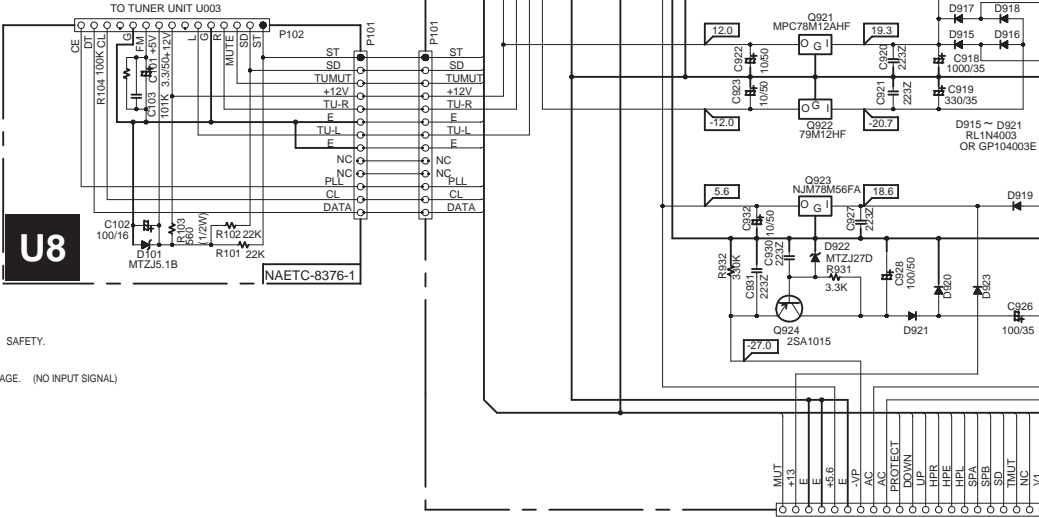 TO TUNER UNIT U003
P102
CE
DT
CL
G
FM
+5V
+12V
L
G
R
MUTE
SD
ST
R104 100K
C101
3.3/50
C103
101K
P101
P101
ST
SD
TUMUT
+12V
TU-R
E
TU-L
E
NC
NC
PLL
CL
DATA
ST
SD
TUMUT
+12V
TU-R
E
TU-L
E
NC
NC
PLL
CL
DATA
C102
100/16
D101
MTZJ5.1B
R103
560
(1/2W)
R102 22K
R101 22K
U8
NAETC-8376-1
SAFETY.
AGE. (NO INPUT SIGNAL)
Q921
MPC78M12AHF
O G I
12.0
19.3
C922
10/50
C923
10/50
C920
223Z
C921
223Z
D917
D918
D915
D916
C918
1000/35
C919
330/35
O G I
Q922
79M12HF
-12.0
-20.7
D915 ~ D921
RL1N4003
OR GP104003E
Q923
NJM78M56FA
O G I
5.6
18.6
C932
10/50
C927
223Z
D919
R932
330K
C931
223Z
C930
223Z
D922
MTZJ27D
R931
3.3K
C928
100/50
D920
D923
C926
100/35
Q924
2SA1015
D921
-27.0
MUT
+13
E
E
+5.6
E
-VP
AC
AC
PROTECT
DOWN
UP
HPR
HPE
HPL
SPA
SPB
SD
TMUT
NC